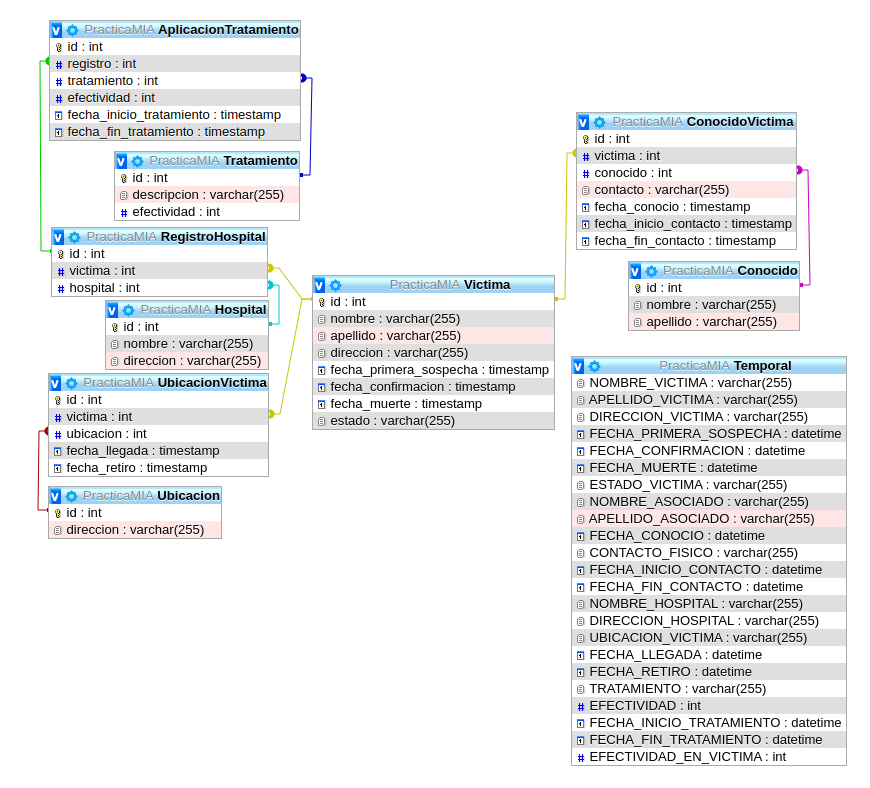 PracticaMIA AplicacionTratamiento
id : int
registro : int
tratamiento : int
efectividad : int
fecha_inicio_tratamiento : timestamp
fecha_fin_tratamiento : timestamp
PracticaMIA Tratamiento
id : int
descripcion : varchar(255)
efectividad : int
PracticaMIA RegistroHospital
id : int
victima : int
hospital : int
PracticaMIA Hospital
id : int
nombre : varchar(255)
direccion : varchar(255)
PracticaMIA UbicacionVictima
id : int
victima : int
ubicacion : int
fecha_llegada : timestamp
fecha_retiro : timestamp
PracticaMIA Ubicacion
id : int
direccion : varchar(255)
PracticaMIA Victima
id : int
nombre : varchar(255)
apellido : varchar(255)
direccion : varchar(255)
fecha_primera_sospecha : timestamp
fecha_confirmacion : timestamp
fecha_muerte : timestamp
estado : varchar(255)
PracticaMIA ConocidoVictima
id : int
victima : int
conocido : int
contacto : varchar(255)
fecha_conocio : timestamp
fecha_inicio_contacto : timestamp
fecha_fin_contacto : timestamp
PracticaMIA Conocido
id : int
nombre : varchar(255)
apellido : varchar(255)
PracticaMIA Temporal
NOMBRE_VICTIMA : varchar(255)
APELLIDO_VICTIMA : varchar(255)
DIRECCION_VICTIMA : varchar(255)
FECHA_PRIMERA_SOSPECHA : datetime
FECHA_CONFIRMACION : datetime
FECHA_MUERTE : datetime
ESTADO_VICTIMA : varchar(255)
NOMBRE_ASOCIADO : varchar(255)
APELLIDO_ASOCIADO : varchar(255)
FECHA_CONOCIO : datetime
CONTACTO_FISICO : varchar(255)
FECHA_INICIO_CONTACTO : datetime
FECHA_FIN_CONTACTO : datetime
NOMBRE_HOSPITAL : varchar(255)
DIRECCION_HOSPITAL : varchar(255)
UBICACION_VICTIMA : varchar(255)
FECHA_LLEGADA : datetime
FECHA_RETIRO : datetime
TRATAMIENTO : varchar(255)
EFECTIVIDAD : int
FECHA_INICIO_TRATAMIENTO : datetime
FECHA_FIN_TRATAMIENTO : datetime
EFECTIVIDAD_EN_VICTIMA : int